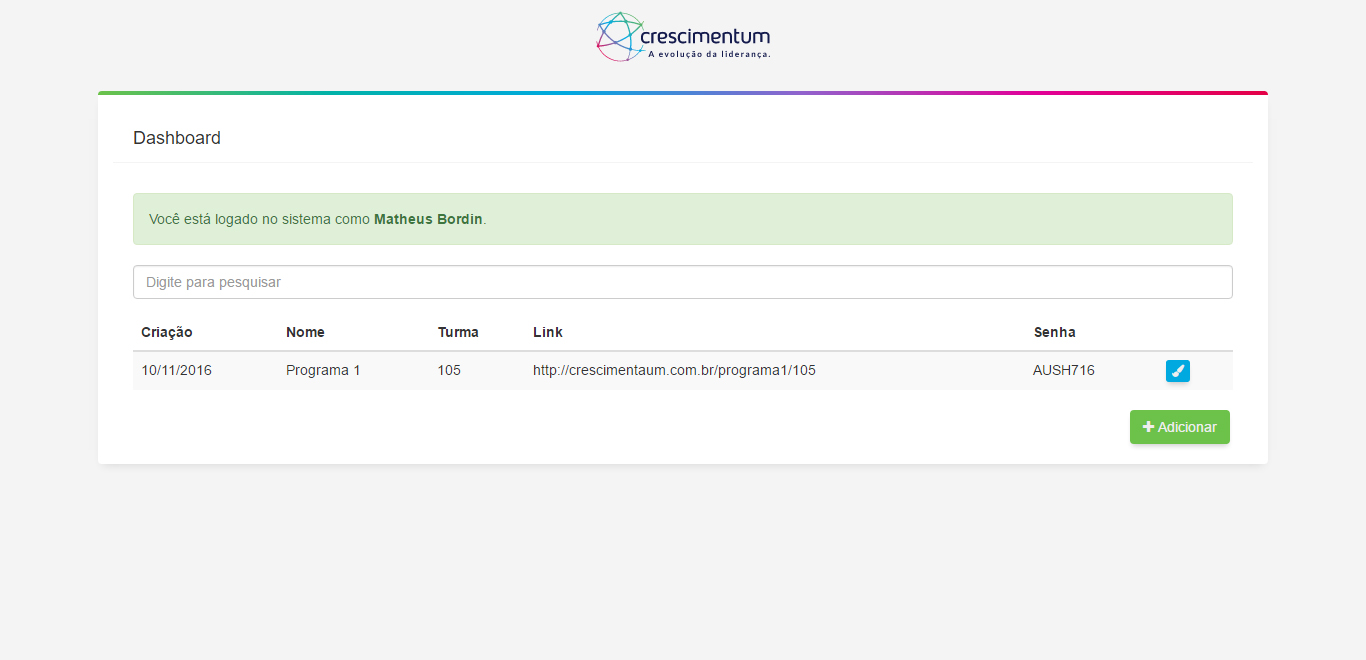 crescimentum
A evolução da liderança.
Dashboard
Você está logado no sistema como Matheus Bordin.
Digite para pesquisar
Criação Nome Turma Link Senha
10/11/2016 Programa 1 105 http://crescimentaum.com.br/programa1/105 AUSH716
Adicionar